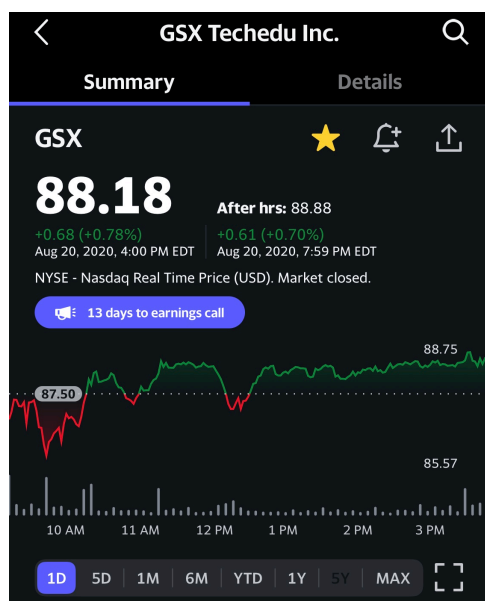 GSX Techedu Inc.
Summary Details
GSX
88.18 After hrs: 88.88
+0.68 (+0.78%) +0.61 (+0.70%)
Aug 20, 2020, 4:00 PM EDT Aug 20, 2020, 7:59 PM EDT
NYSE - Nasdaq Real Time Price (USD). Market closed.
13 days to earnings call
88.75
87.50
85.57
10 AM 11 AM 12 PM 1 PM 2 PM 3 PM
1D 5D 1M 6M YTD 1Y 5Y MAX